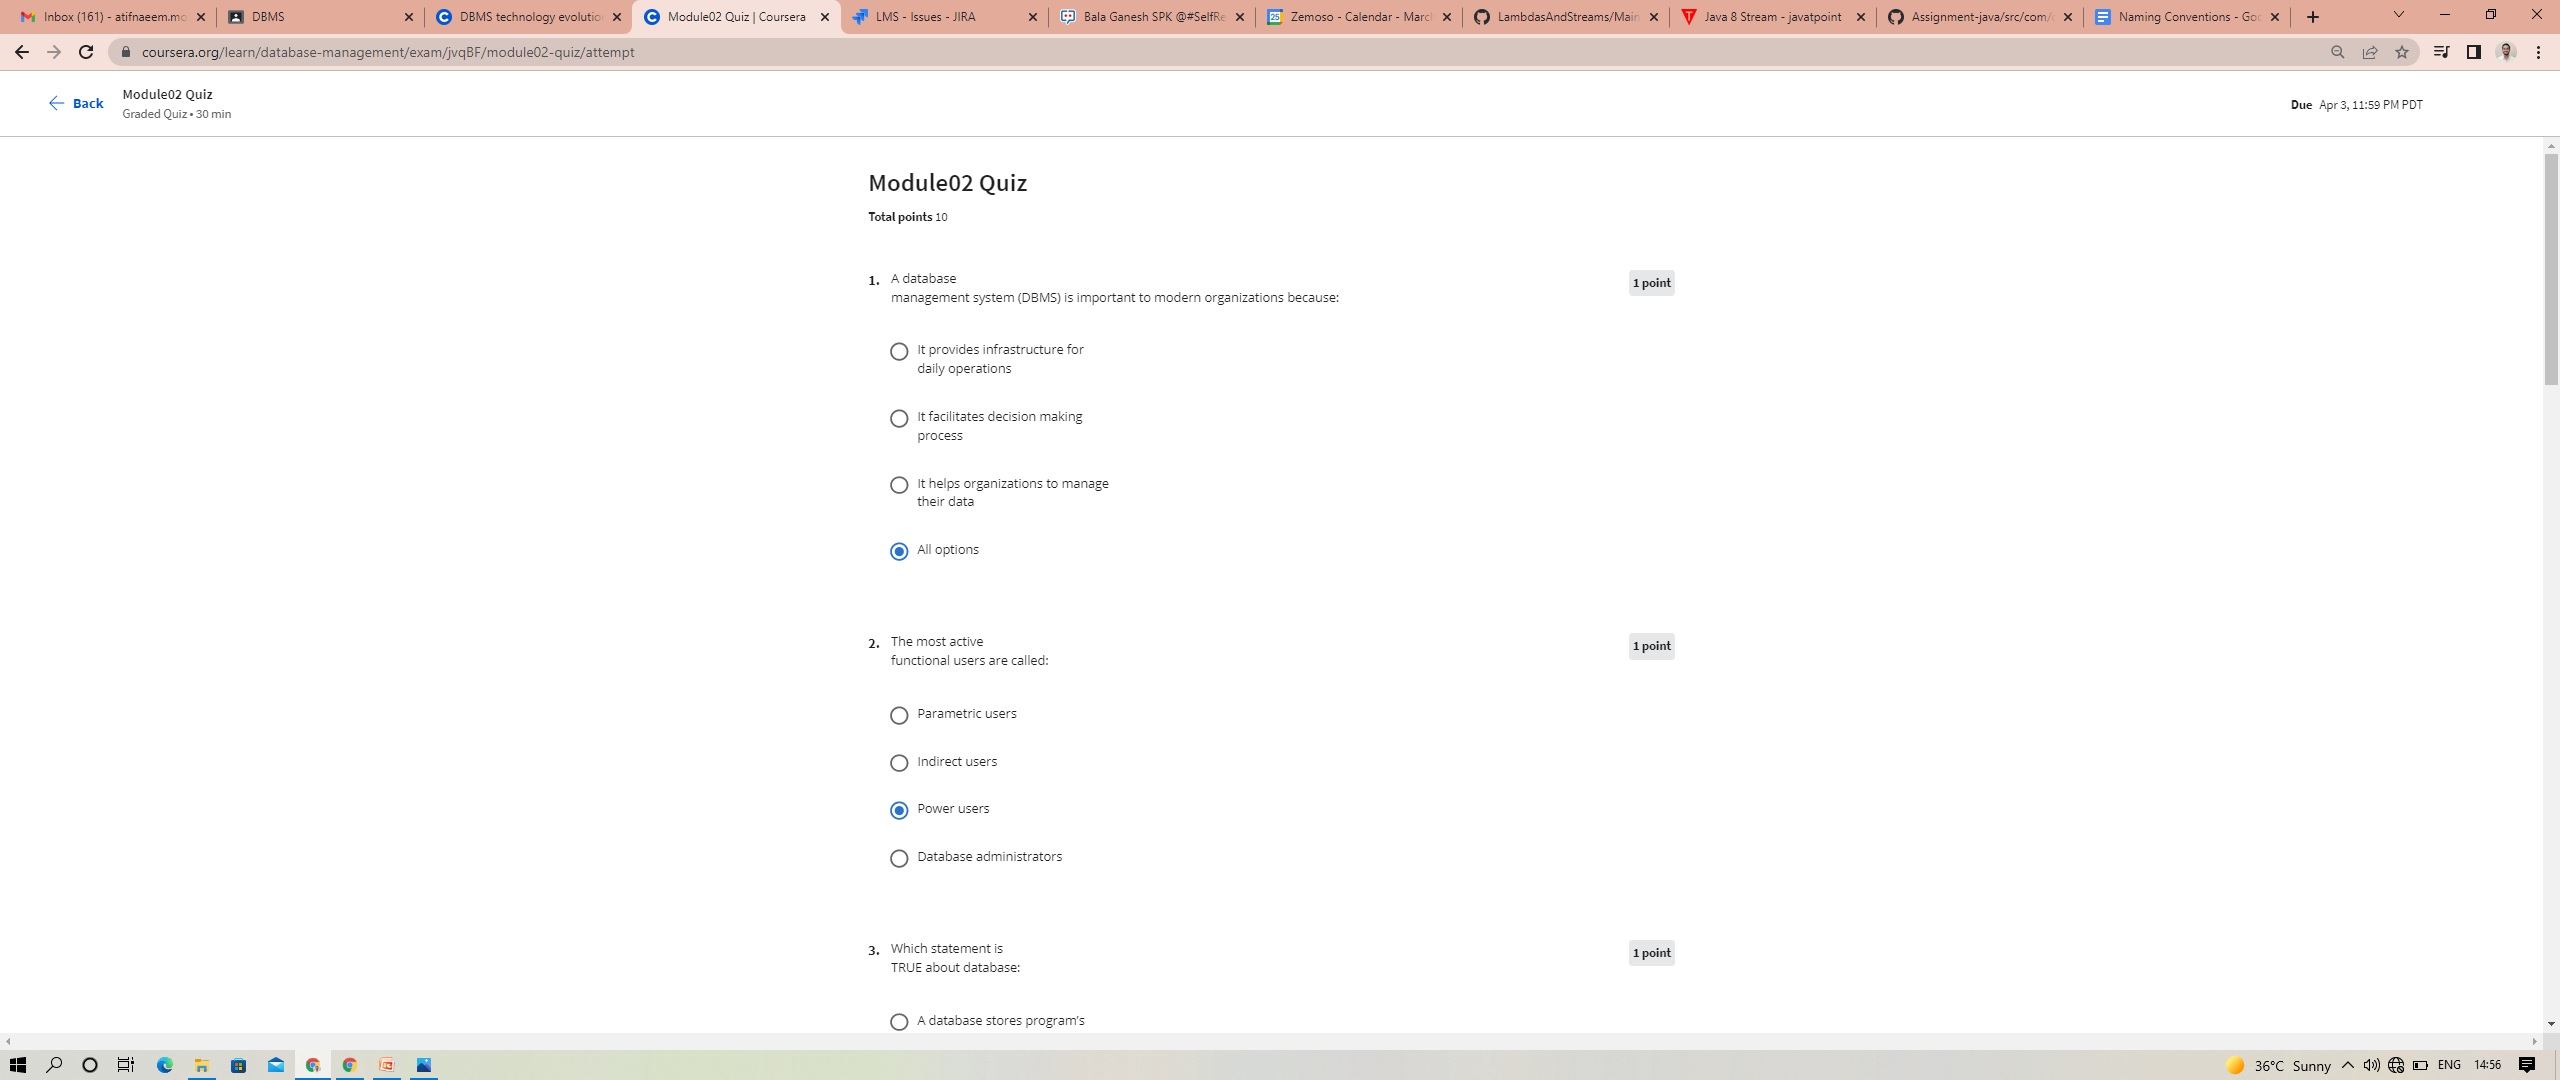 Inbox (161) - atifnaeem.mo
DBMS
DBMS technology evolutio
Module02 Quiz | Coursera
LMS - Issues - JIRA
Bala Ganesh SPK @#SelfRe
Zemoso - Calendar - March
LambdasAndStreams/Main
Java 8 Stream - javatpoint
Assignment-java/src/com/
Naming Conventions - Goo
coursera.org/learn/database-management/exam/jvqBF/module02-quiz/attempt
Back
Module02 Quiz
Graded Quiz • 30 min
Due Apr 3, 11:59 PM PDT
Module02 Quiz
Total points 10
1. A database
management system (DBMS) is important to modern organizations because:
1 point
It provides infrastructure for
daily operations
It facilitates decision making
process
It helps organizations to manage
their data
All options
2. The most active
functional users are called:
1 point
Parametric users
Indirect users
Power users
Database administrators
3. Which statement is
TRUE about database:
1 point
A database stores program's
36°C Sunny
ENG
14:56